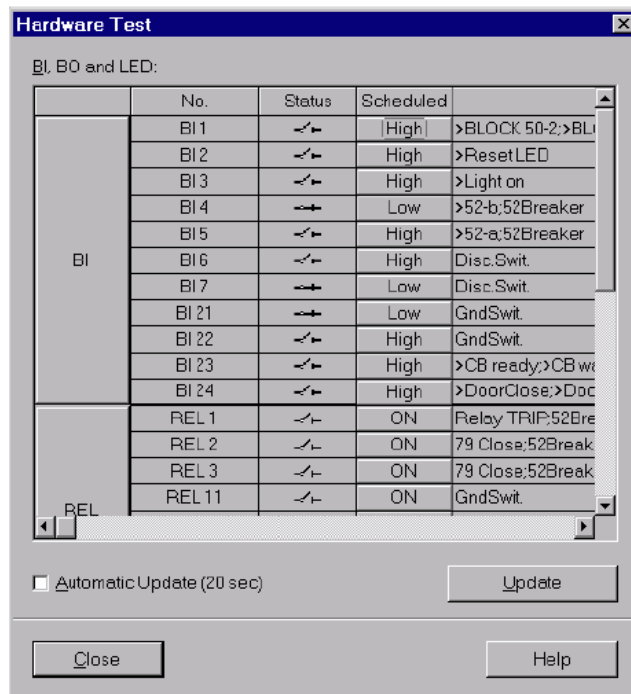 Hardware Test
BI, BO and LED:
No. Status Scheduled
BI 1 High >BLOCK 50-2;>BL
BI 2 High >ResetLED
BI 3 High >Light on
BI 4 Low >52-b;52Breaker
BI 5 High >52-a;52Breaker
BI BI 6 High Disc.Swit.
BI 7 Low Disc.Swit.
BI 21 Low GndSwit.
BI 22 High GndSwit.
BI 23 High >CB ready;>CB wa
BI 24 High >DoorClose;>Doc
REL 1 ON Relay TRIP;52Bre
REL 2 ON 79 Close;52Break
REL 3 ON 79 Close;52Break
REL REL 11 ON GndSwit.
Automatic Update (20 sec) Update
Close Help